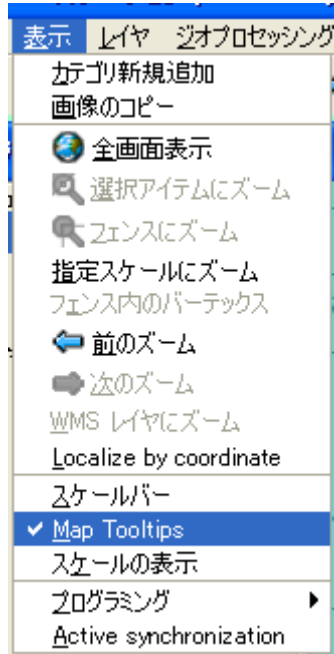 表示 レイヤ ジオプロセッシング
カテゴリ新規追加
画像のコピー
全画面表示
選択アイテムにズーム
フェンスにズーム
指定スケールにズーム
フェンス内のバーテックス
前のズーム
次のズーム
WMS レイヤにズーム
Localize by coordinate
スケールバー
Map Tooltips
スケールの表示
プログラミング
Active synchronization